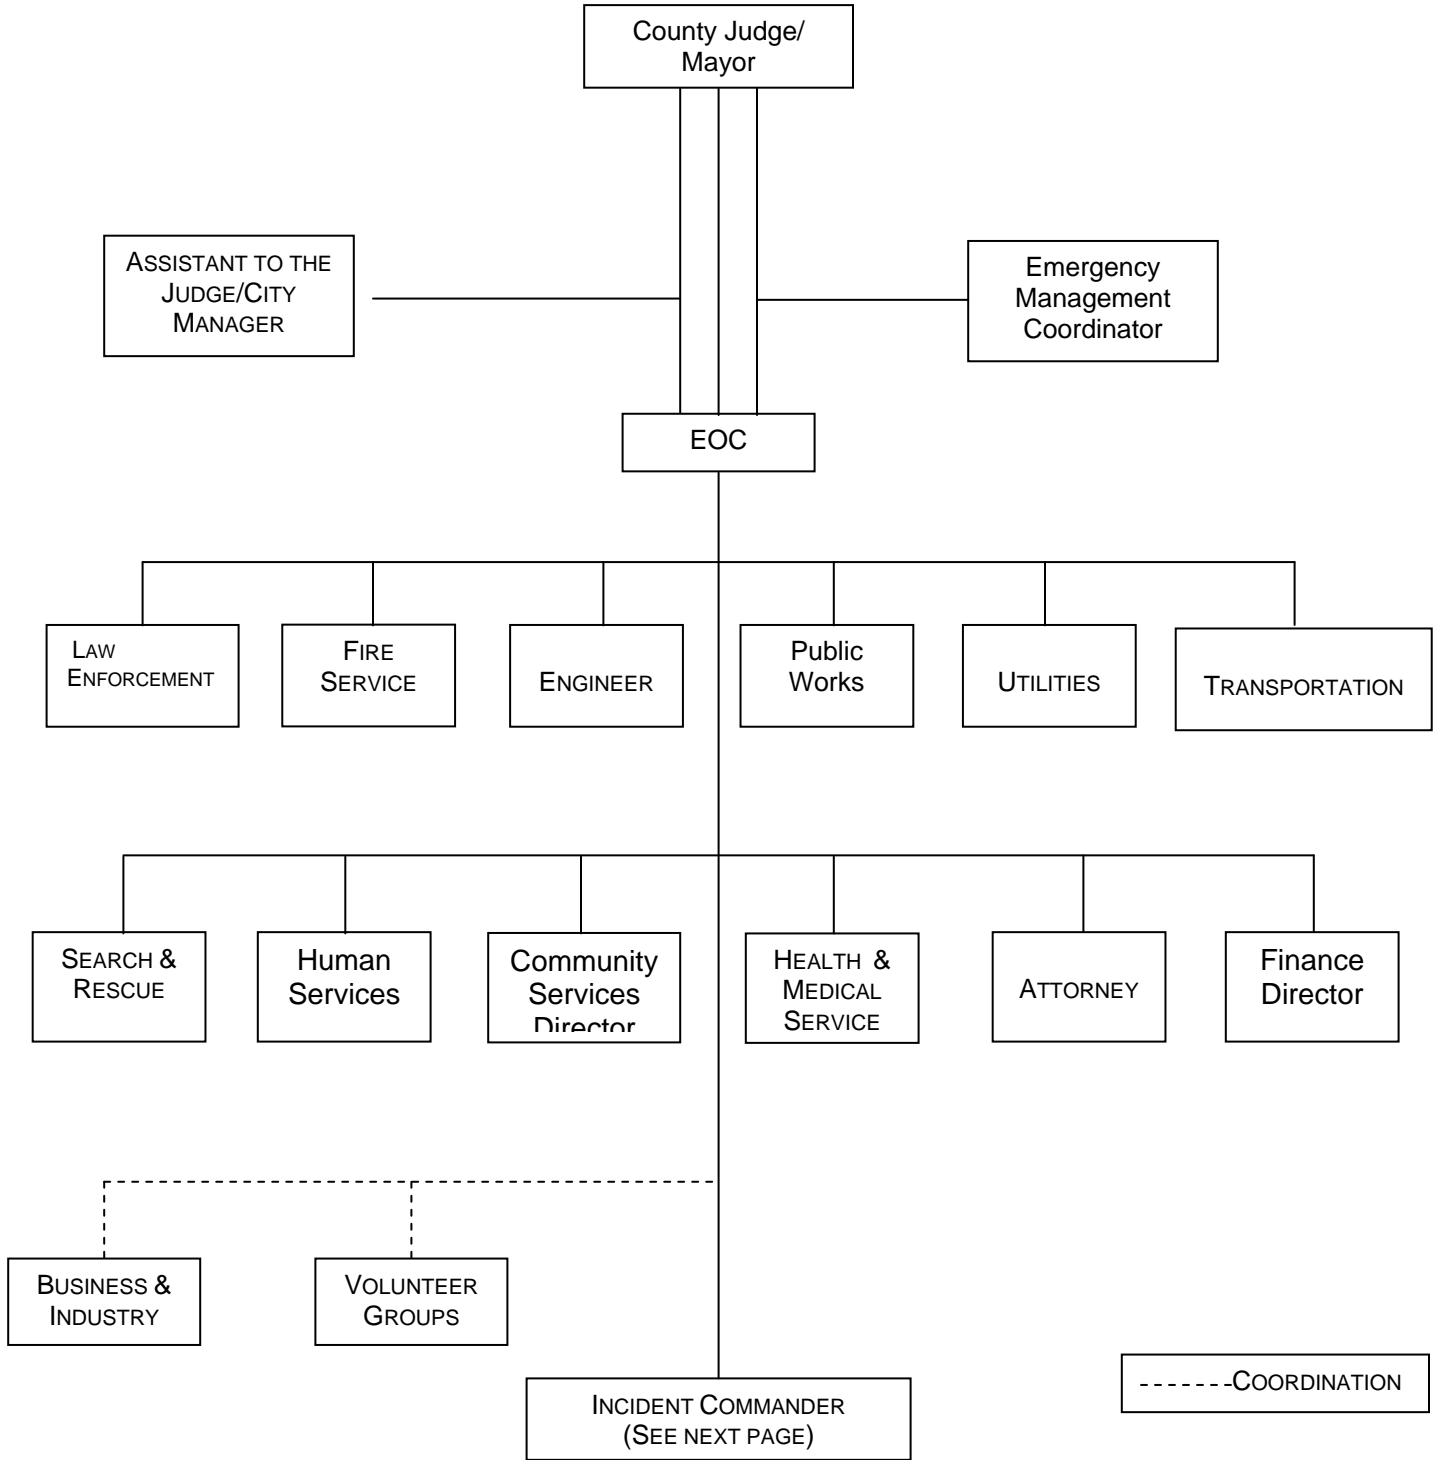 County Judge/
Mayor
ASSISTANT TO THE
JUDGE/CITY
MANAGER
Emergency
Management
Coordinator
EOC
LAW
ENFORCEMENT
FIRE
SERVICE
ENGINEER
Public
Works
UTILITIES
TRANSPORTATION
SEARCH &
RESCUE
Human
Services
Community
Services
Director
HEALTH &
MEDICAL
SERVICE
ATTORNEY
Finance
Director
BUSINESS &
INDUSTRY
VOLUNTEER
GROUPS
INCIDENT COMMANDER
(SEE NEXT PAGE)
-------COORDINATION